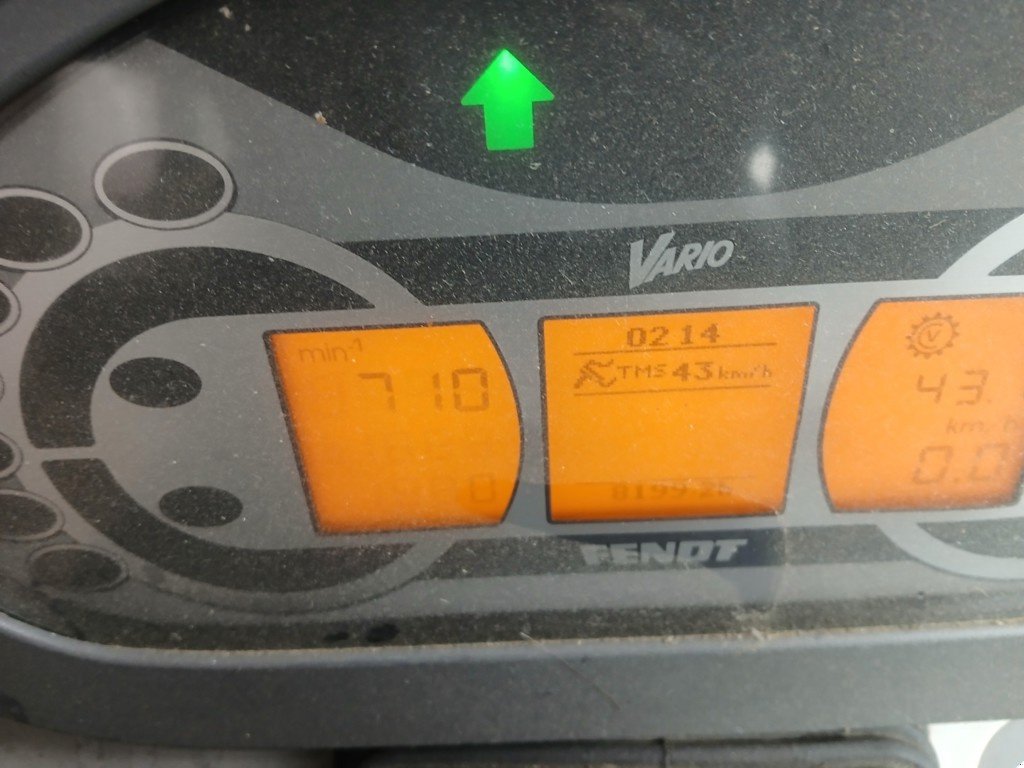 VARIO
min-1
710
0214
TMS 43 km/h
V
43.
km/h
0.0
FENDT